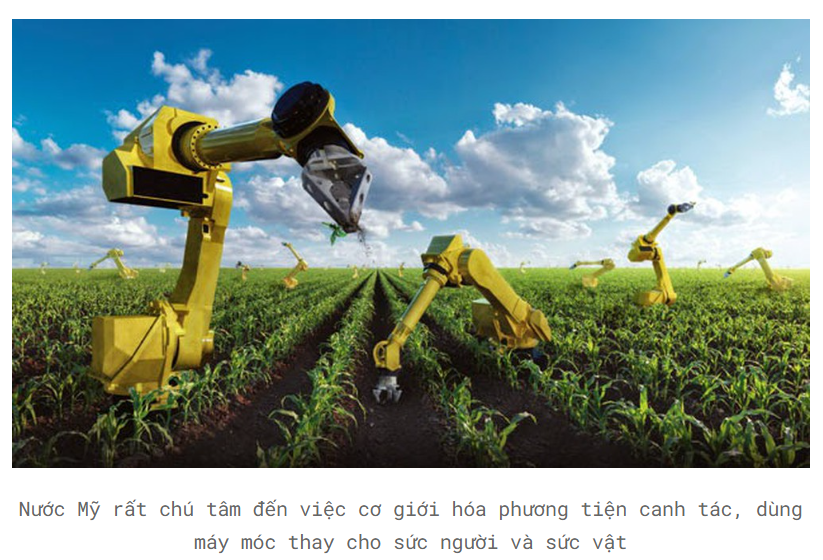 Nước Mỹ rất chú tâm đến việc cơ giới hóa phương tiện canh tác, dùng
máy móc thay cho sức người và sức vật